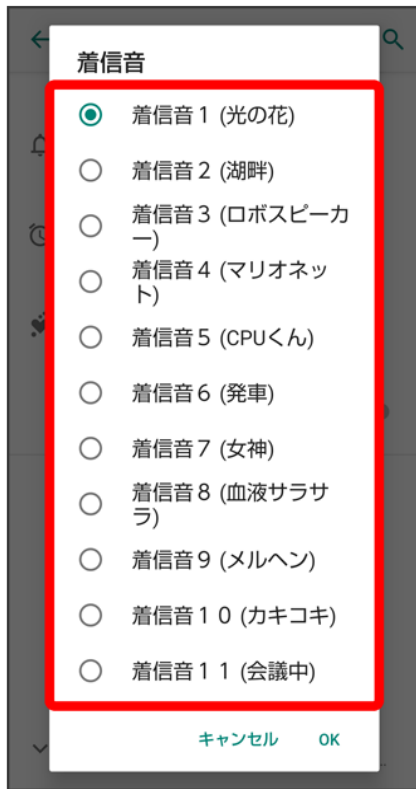 着信音
着信音1 (光の花)
着信音2 (湖畔)
着信音3 (ロボスピーカ
ー)
着信音4 (マリオネッ
ト)
着信音5 (CPUくん)
着信音6 (発車)
着信音7 (女神)
着信音8 (血液サラサ
ラ)
着信音9 (メルヘン)
着信音10 (カキコキ)
着信音11 (会議中)
キャンセル OK